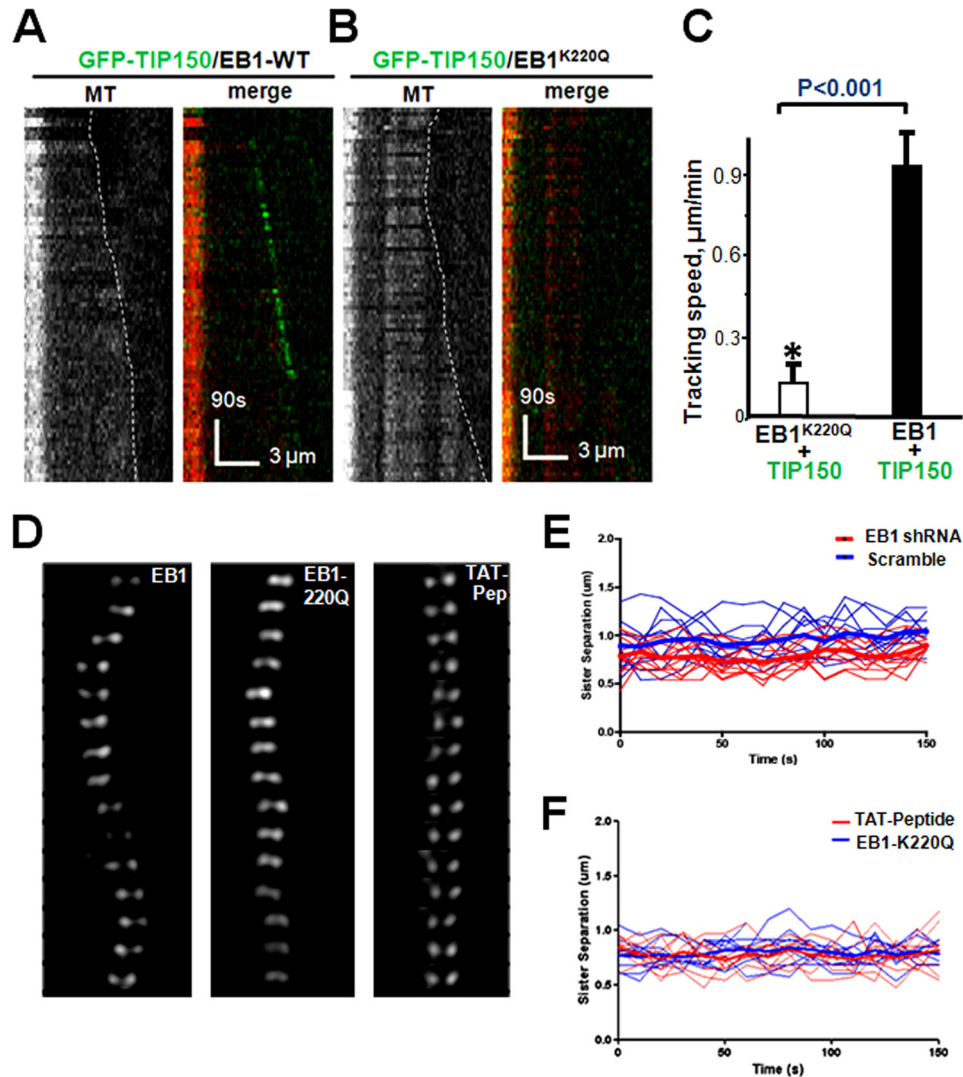 A
GFP-TIP150/EB1-WT
MT
merge
90s
3 µm
B
GFP-TIP150/EB1K220Q
MT
merge
90s
3 µm
C
P<0.001
Tracking speed, µm/min
0.9
0.6
0.3
0
*
EB1K220Q
+
TIP150
EB1
+
TIP150
D
EB1
EB1-
220Q
TAT-
Pep
E
EB1 shRNA
Scramble
Sister Separation (um)
2.0
1.5
1.0
0.5
0.0
0
50
100
150
Time (s)
F
TAT-Peptide
EB1-K220Q
Sister Separation (um)
2.0
1.5
1.0
0.5
0.0
0
50
100
150
Time (s)